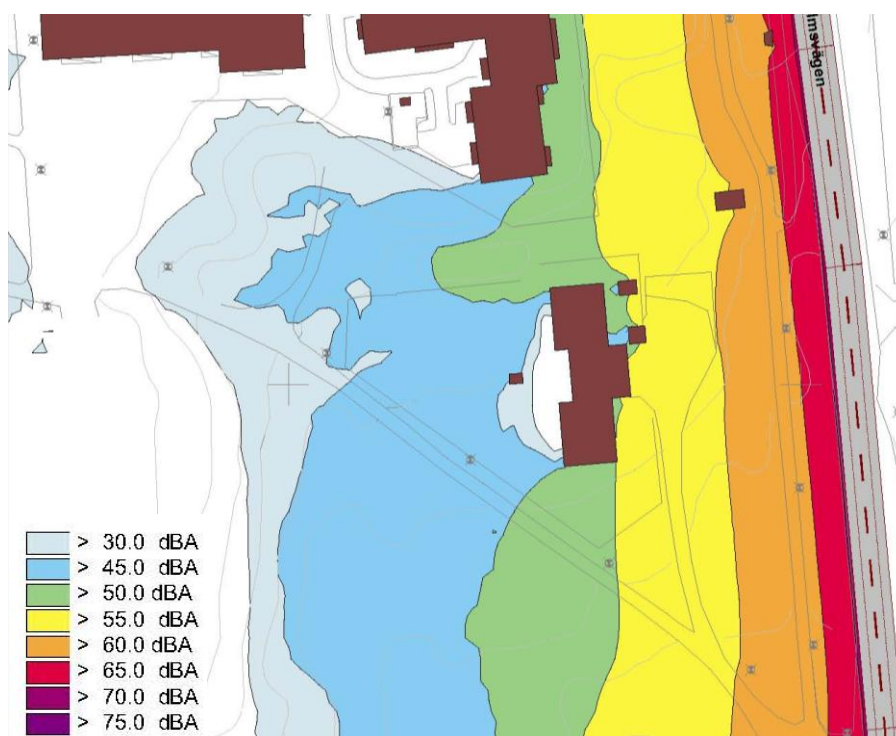 lmsvägen
> 30.0 dBA
> 45.0 dBA
> 50.0 dBA
> 55.0 dBA
> 60.0 dBA
> 65.0 dBA
> 70.0 dBA
> 75.0 dBA